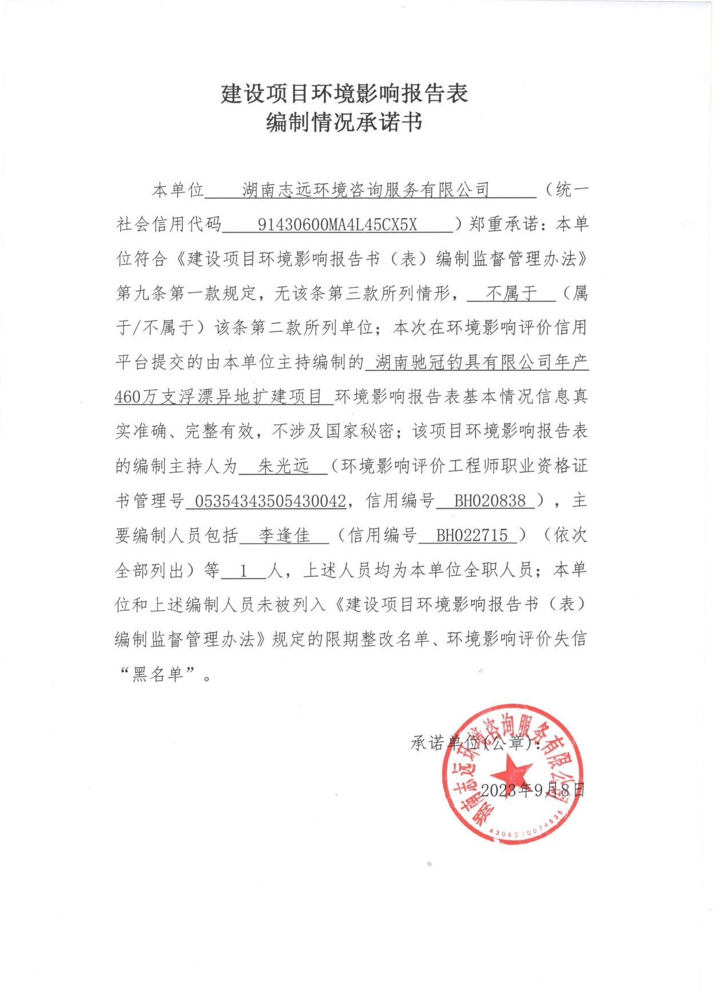 建设项目环境影响报告表
编制情况承诺书
本单位 湖南志远环境咨询服务有限公司 （统一
社会信用代码 91430600MA4L45CX5X ）郑重承诺：本单
位符合《建设项目环境影响报告书（表）编制监督管理办法》
第九条第一款规定，无该条第三款所列情形， 不属于 （属
于/不属于）该条第二款所列单位；本次在环境影响评价信用
平台提交的由本单位主持编制的 湖南驰冠钓具有限公司年产
460万支浮漂异地扩建项目 环境影响报告表基本情况信息真
实准确、完整有效，不涉及国家秘密；该项目环境影响报告表
的编制主持人为 朱光远 （环境影响评价工程师职业资格证
书管理号 05354343505430042，信用编号 BH020838 ），主
要编制人员包括 李逢佳 （信用编号 BH022715 ）（依次
全部列出）等 1 人，上述人员均为本单位全职人员；本单
位和上述编制人员未被列入《建设项目环境影响报告书（表）
编制监督管理办法》规定的限期整改名单、环境影响评价失信
“黑名单”。
承诺单位(公章)：
2023年9月8日
湖南志远环境咨询服务有限公司
4306000074535